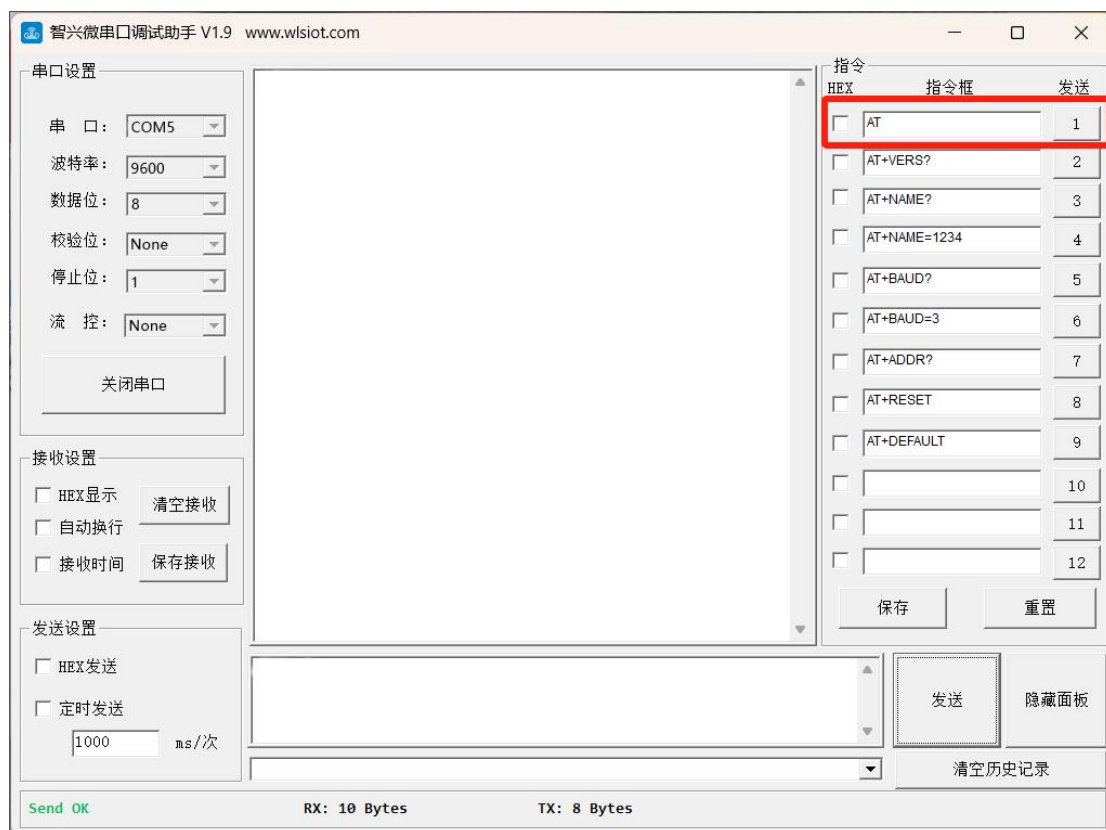 智兴微串口调试助手 V1.9 www.wlsiot.com
串口设置
串 口： COM5
波特率： 9600
数据位： 8
校验位： None
停止位： 1
流 控： None
关闭串口
接收设置
HEX显示
清空接收
自动换行
接收时间
保存接收
发送设置
HEX发送
定时发送
1000 ms/次
指令
HEX 指令框 发送
AT 1
AT+VERS? 2
AT+NAME? 3
AT+NAME=1234 4
AT+BAUD? 5
AT+BAUD=3 6
AT+ADDR? 7
AT+RESET 8
AT+DEFAULT 9
10
11
12
保存 重置
发送 隐藏面板
清空历史记录
Send OK RX: 10 Bytes TX: 8 Bytes